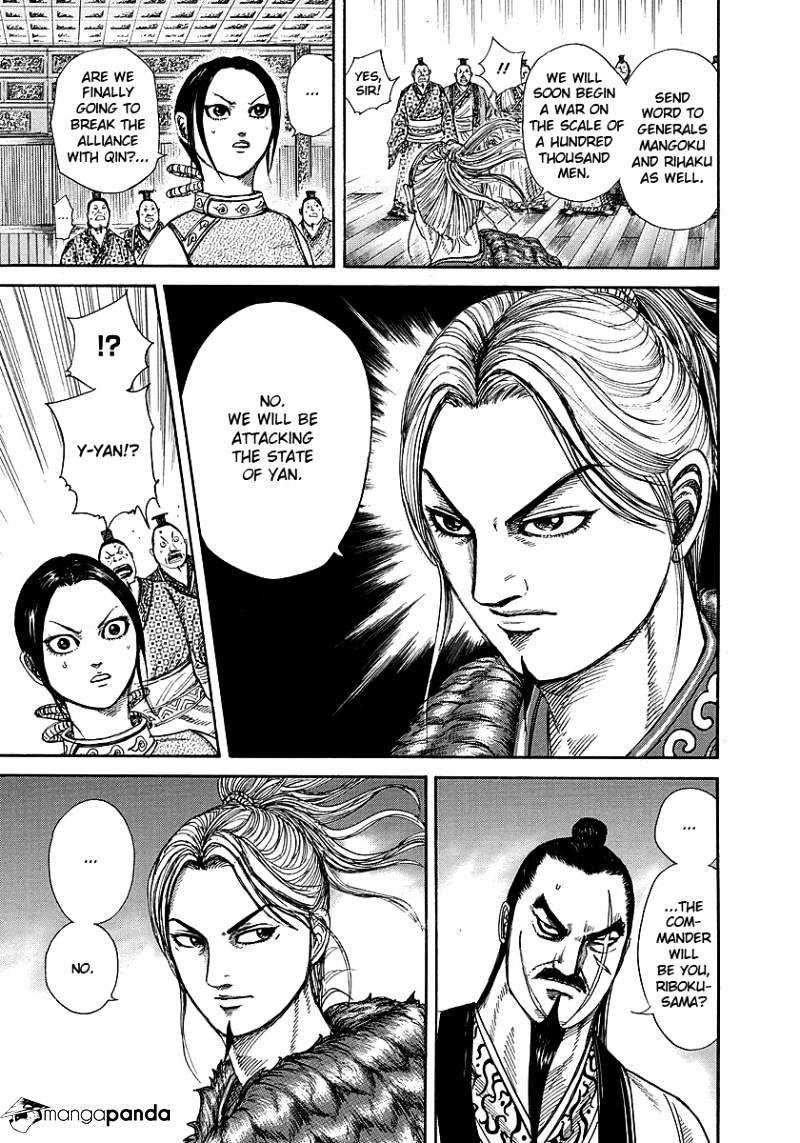 SEND
WORD TO
GENERALS
MANGOKU
AND RIHAKU
AS WELL.
WE WILL
SOON BEGIN
A WAR ON
THE SCALE OF
A HUNDRED
THOUSAND
MEN.
!!
YES,
SIR!
...
ARE WE
FINALLY
GOING TO
BREAK THE
ALLIANCE
WITH QIN?...
...
NO.
WE WILL BE
ATTACKING
THE STATE
OF YAN.
!?
Y-YAN!?
...
...THE
COM-
MANDER
WILL
BE YOU,
RIBOKU-
SAMA?
...
NO.
mangapanda